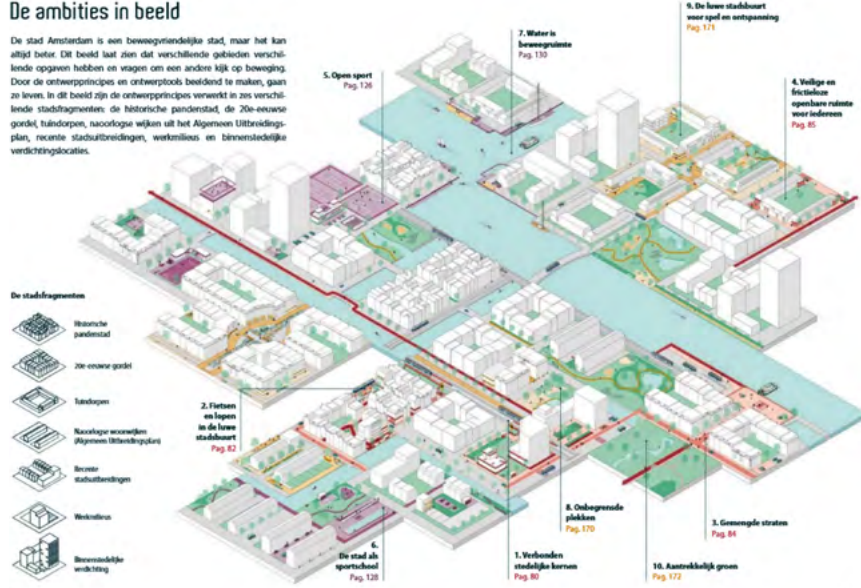 De ambities in beeld
De stad Amsterdam is een beweegvriendelijke stad, maar het kan
altijd beter. Dit beeld laat zien dat verschillende gebieden verschil-
lende opgaven hebben en vragen om een andere kijk op beweging.
Door de ontwerpprincipes en ontwerptools beeldend te maken, gaan
ze leven. In dit beeld zijn de ontwerpprincipes verwerkt in zes verschil-
lende stadsfragmenten: de historische pandenstad, de 20e-eeuwse
gordel, tuindorpen, naoorlogse wijken uit het Algemeen Uitbreidings-
plan, recente stadsuitbreidingen, werkmilieus en binnenstedelijke
verdichtingslocaties.
9. De luwe stadsbuurt
voor spel en ontspanning
Pag. 171
7. Water is
beweegruimte
Pag. 130
5. Open sport
Pag. 126
4. Veilige en
frictieloze
openbare ruimte
voor iedereen
Pag. 85
De stadsfragmenten
Historische
pandenstad
20e-eeuwse gordel
Tuindorpen
Naoorlogse woonwijken
(Algemeen Uitbreidingsplan)
Recente
stadsuitbreidingen
Werkmilieus
Binnenstedelijke
verdichting
2. Fietsen
en lopen
in de luwe
stadsbuurt
Pag. 82
6.
De stad als
sportschool
Pag. 128
1. Verbonden
stedelijke kernen
Pag. 80
8. Onbegrensde
plekken
Pag. 170
10. Aantrekkelijk groen
Pag. 172
3. Gemengde straten
Pag. 84